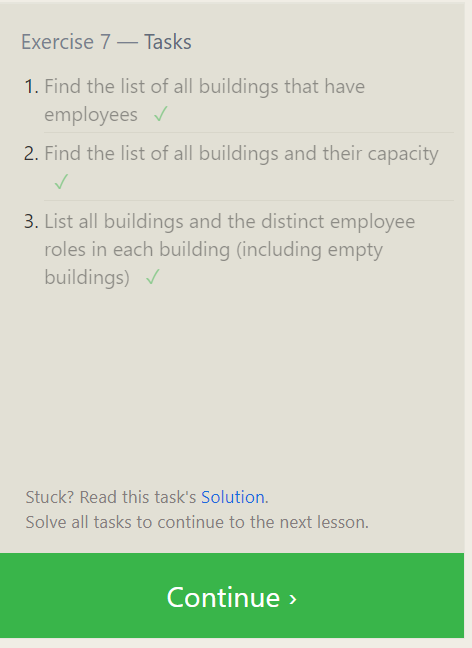 Exercise 7 — Tasks
1. Find the list of all buildings that have
employees ✓
2. Find the list of all buildings and their capacity
✓
3. List all buildings and the distinct employee
roles in each building (including empty
buildings) ✓
Stuck? Read this task's Solution.
Solve all tasks to continue to the next lesson.
Continue ›